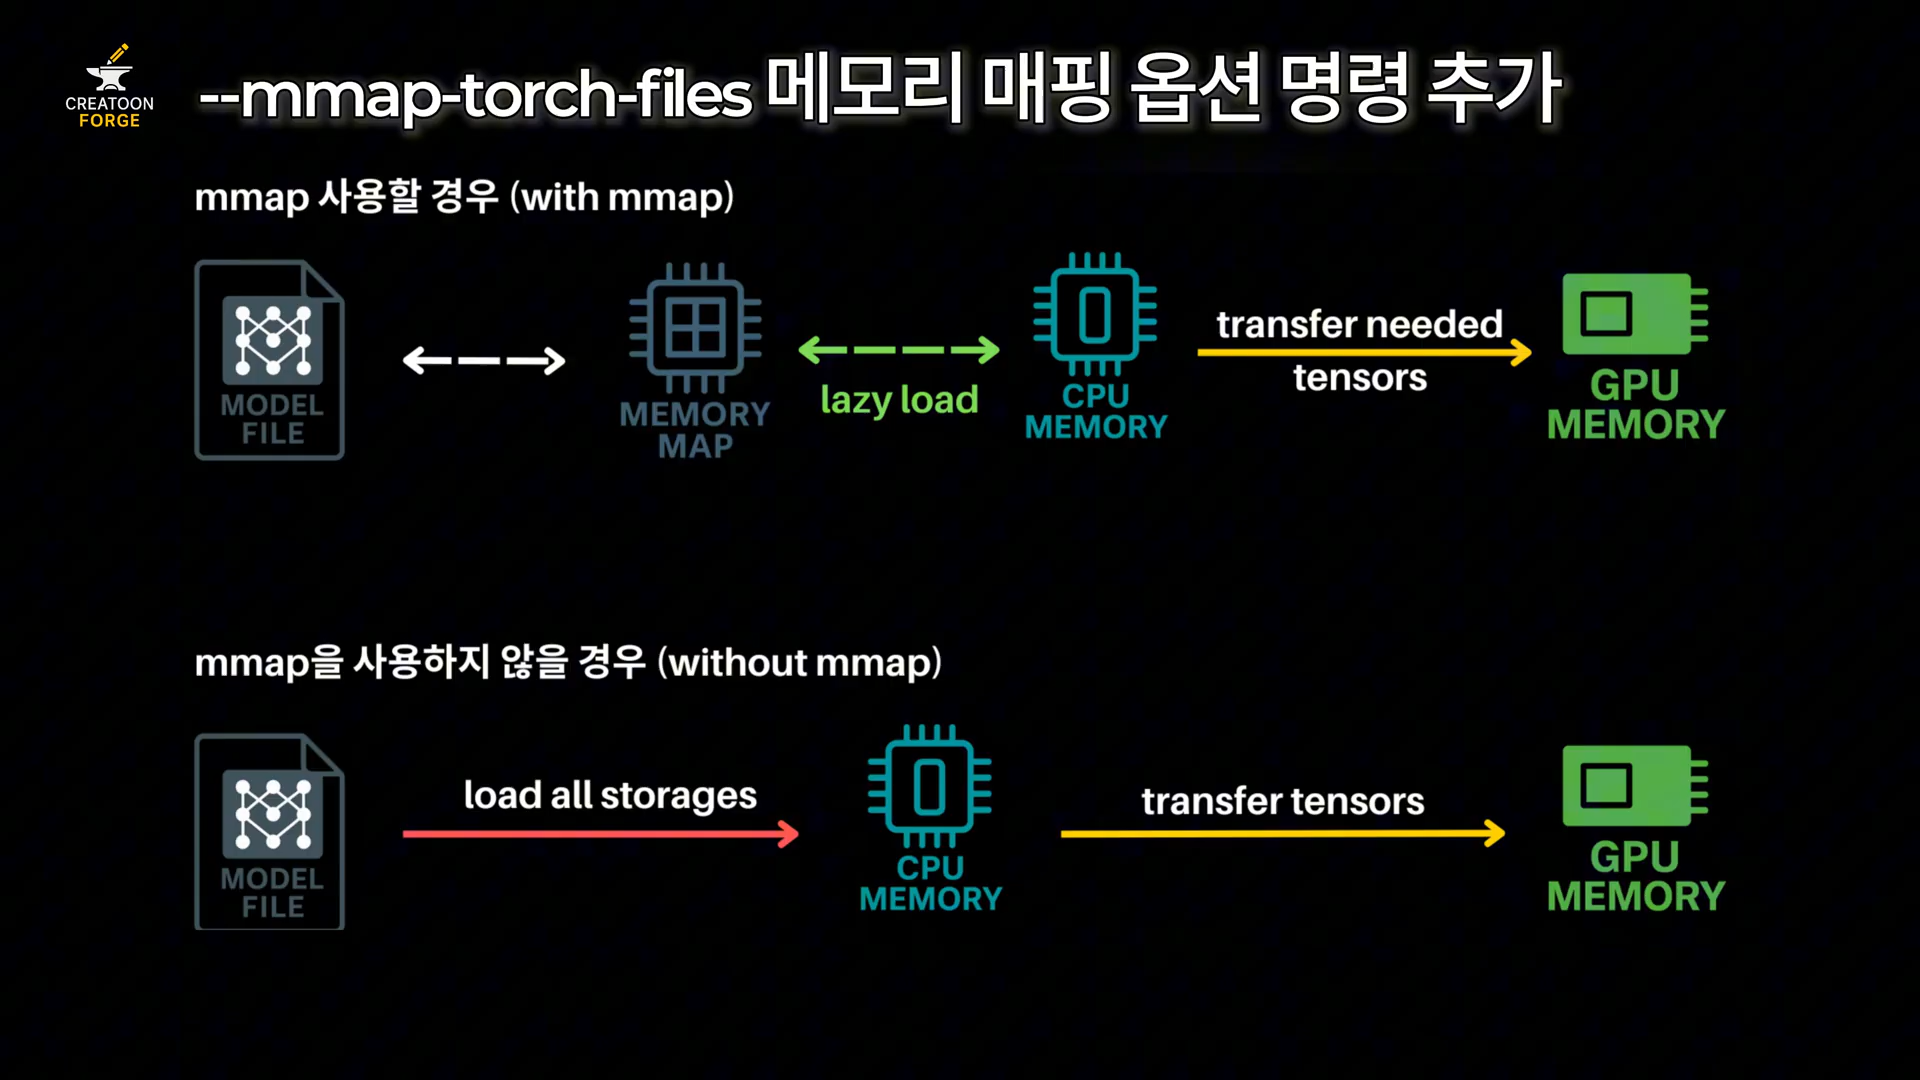 CREATOON
FORGE
--mmap-torch-files 메모리 매핑 옵션 명령 추가
mmap 사용할 경우 (with mmap)
MODEL
FILE
MEMORY
MAP
lazy load
CPU
MEMORY
transfer needed
tensors
GPU
MEMORY
mmap을 사용하지 않을 경우 (without mmap)
MODEL
FILE
load all storages
CPU
MEMORY
transfer tensors
GPU
MEMORY